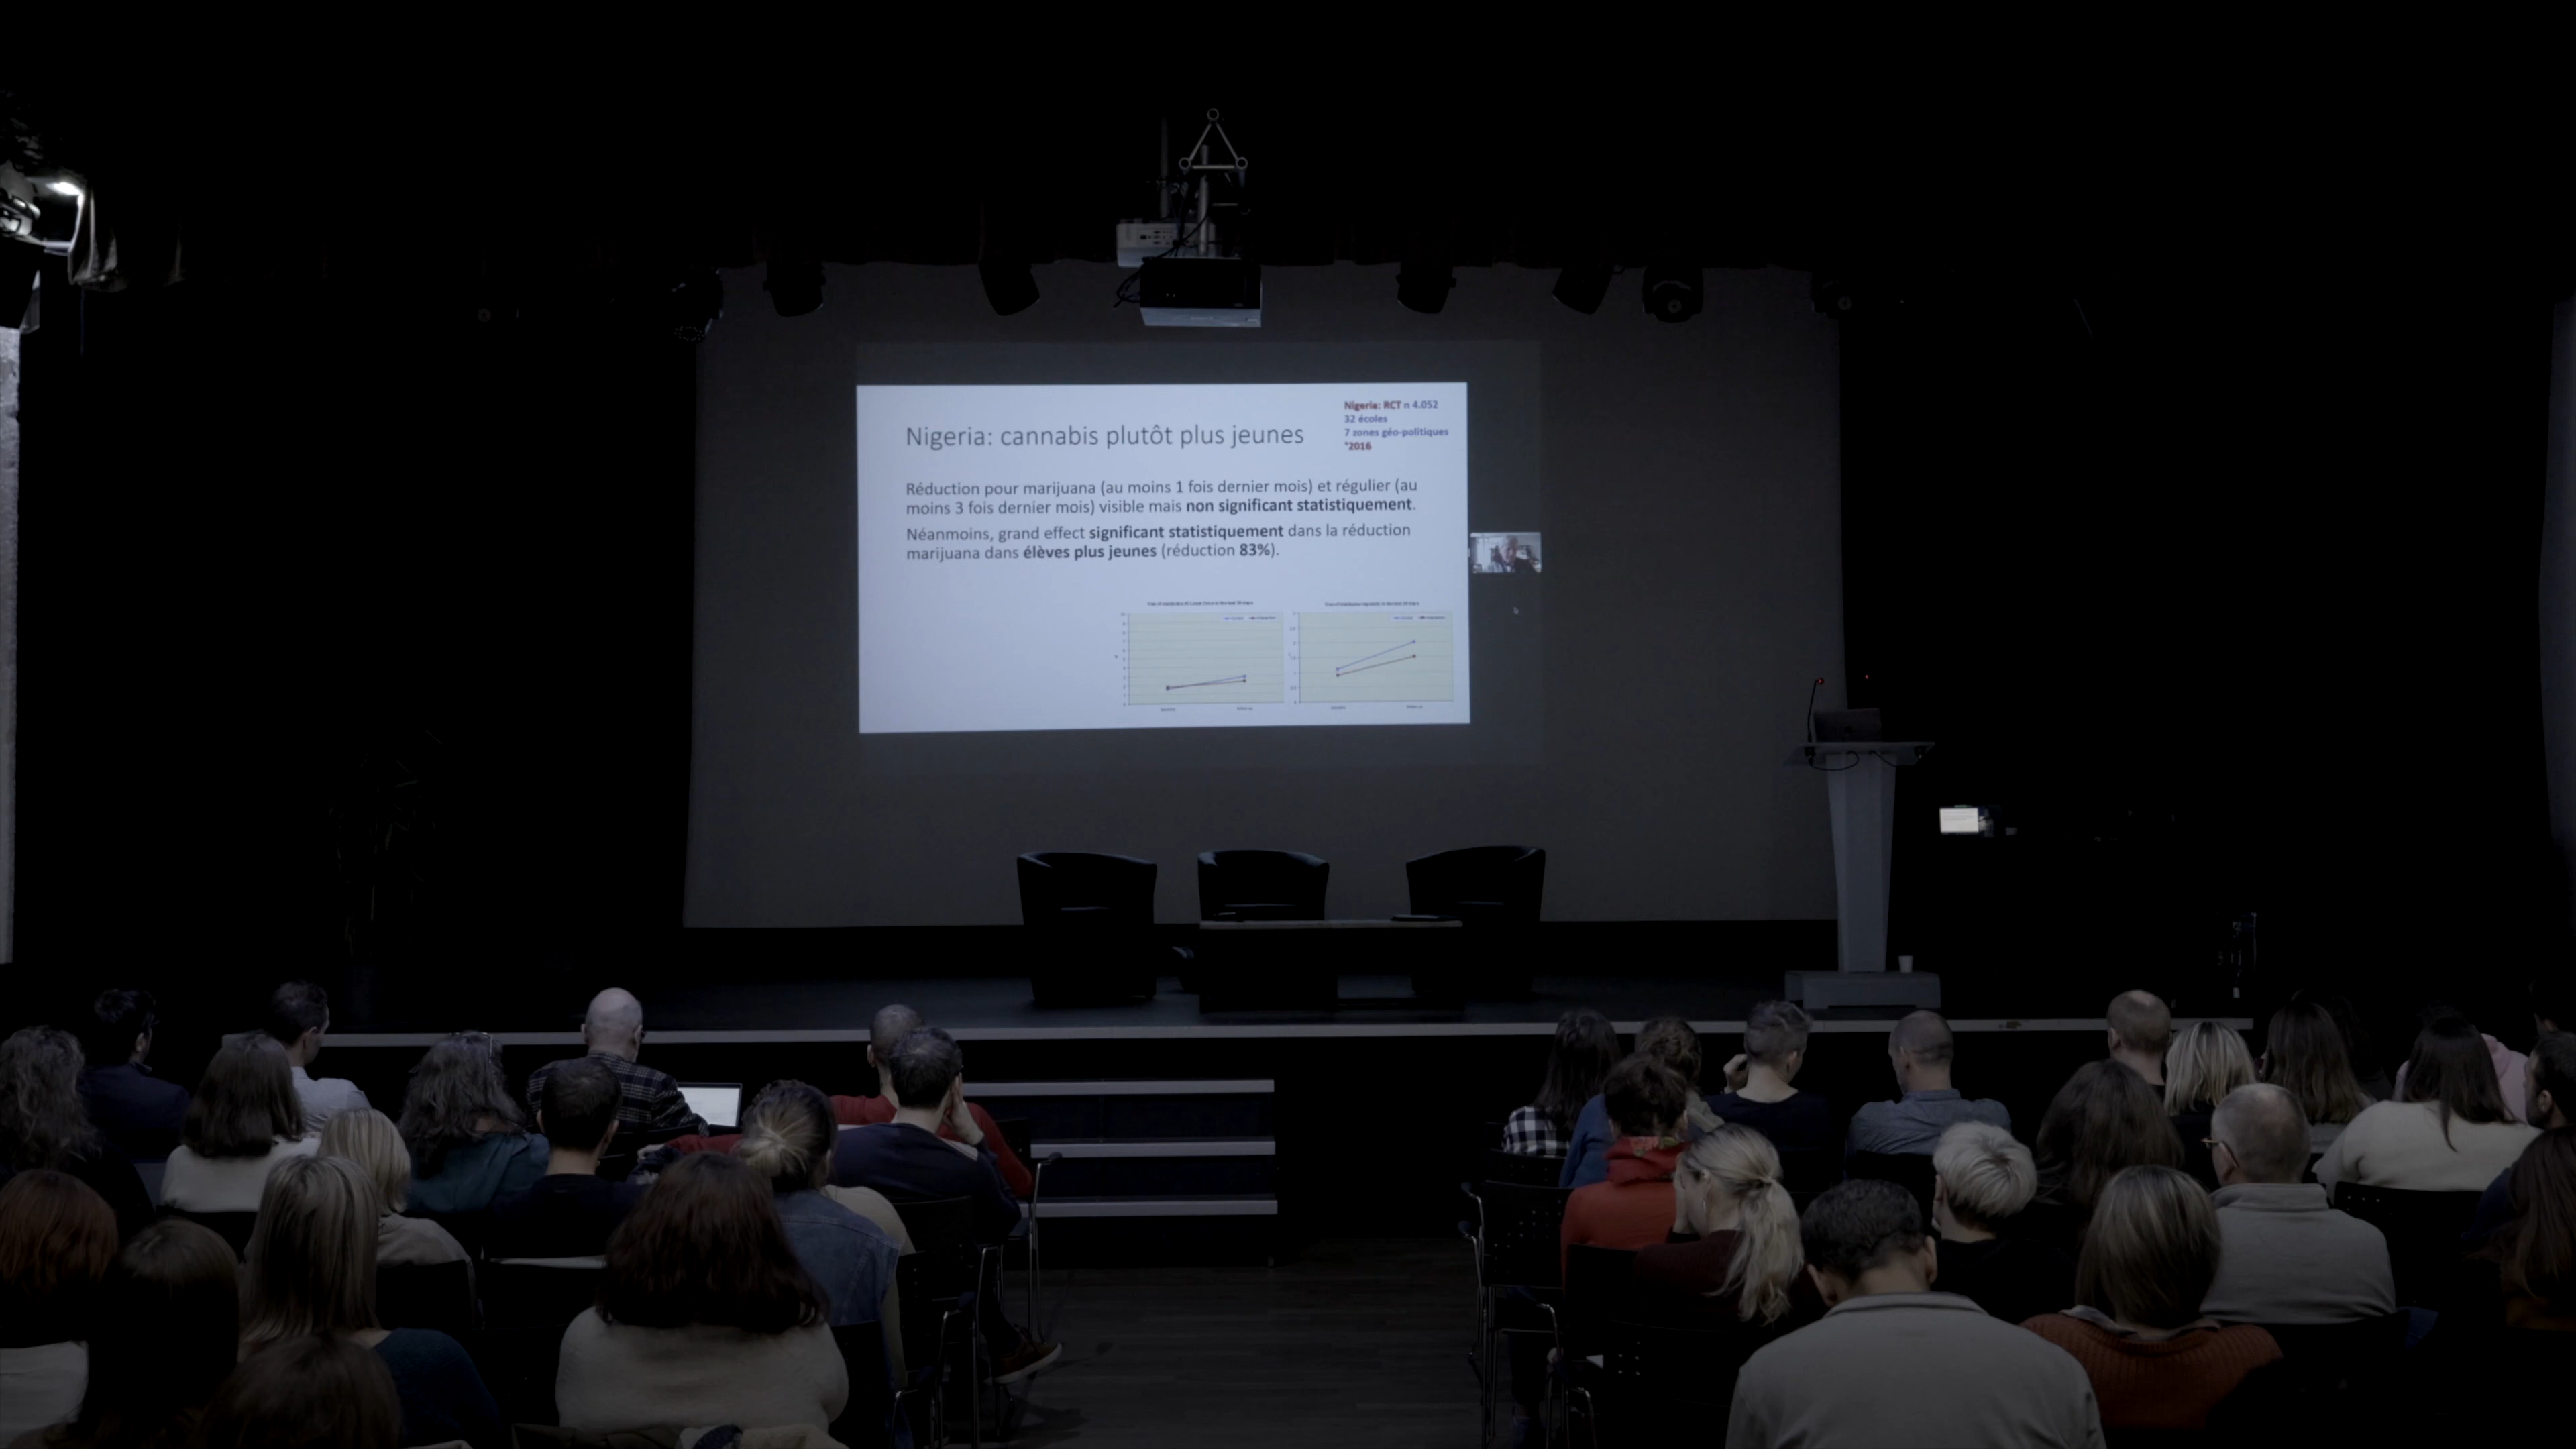 Nigeria: cannabis plutôt plus jeunes
Nigeria: RCT n 4.052
32 écoles
7 zones géo-politiques
*2016
Réduction pour marijuana (au moins 1 fois dernier mois) et régulier (au
moins 3 fois dernier mois) visible mais non significant statistiquement.
Néanmoins, grand effect significant statistiquement dans la réduction
marijuana dans élèves plus jeunes (réduction 83%).